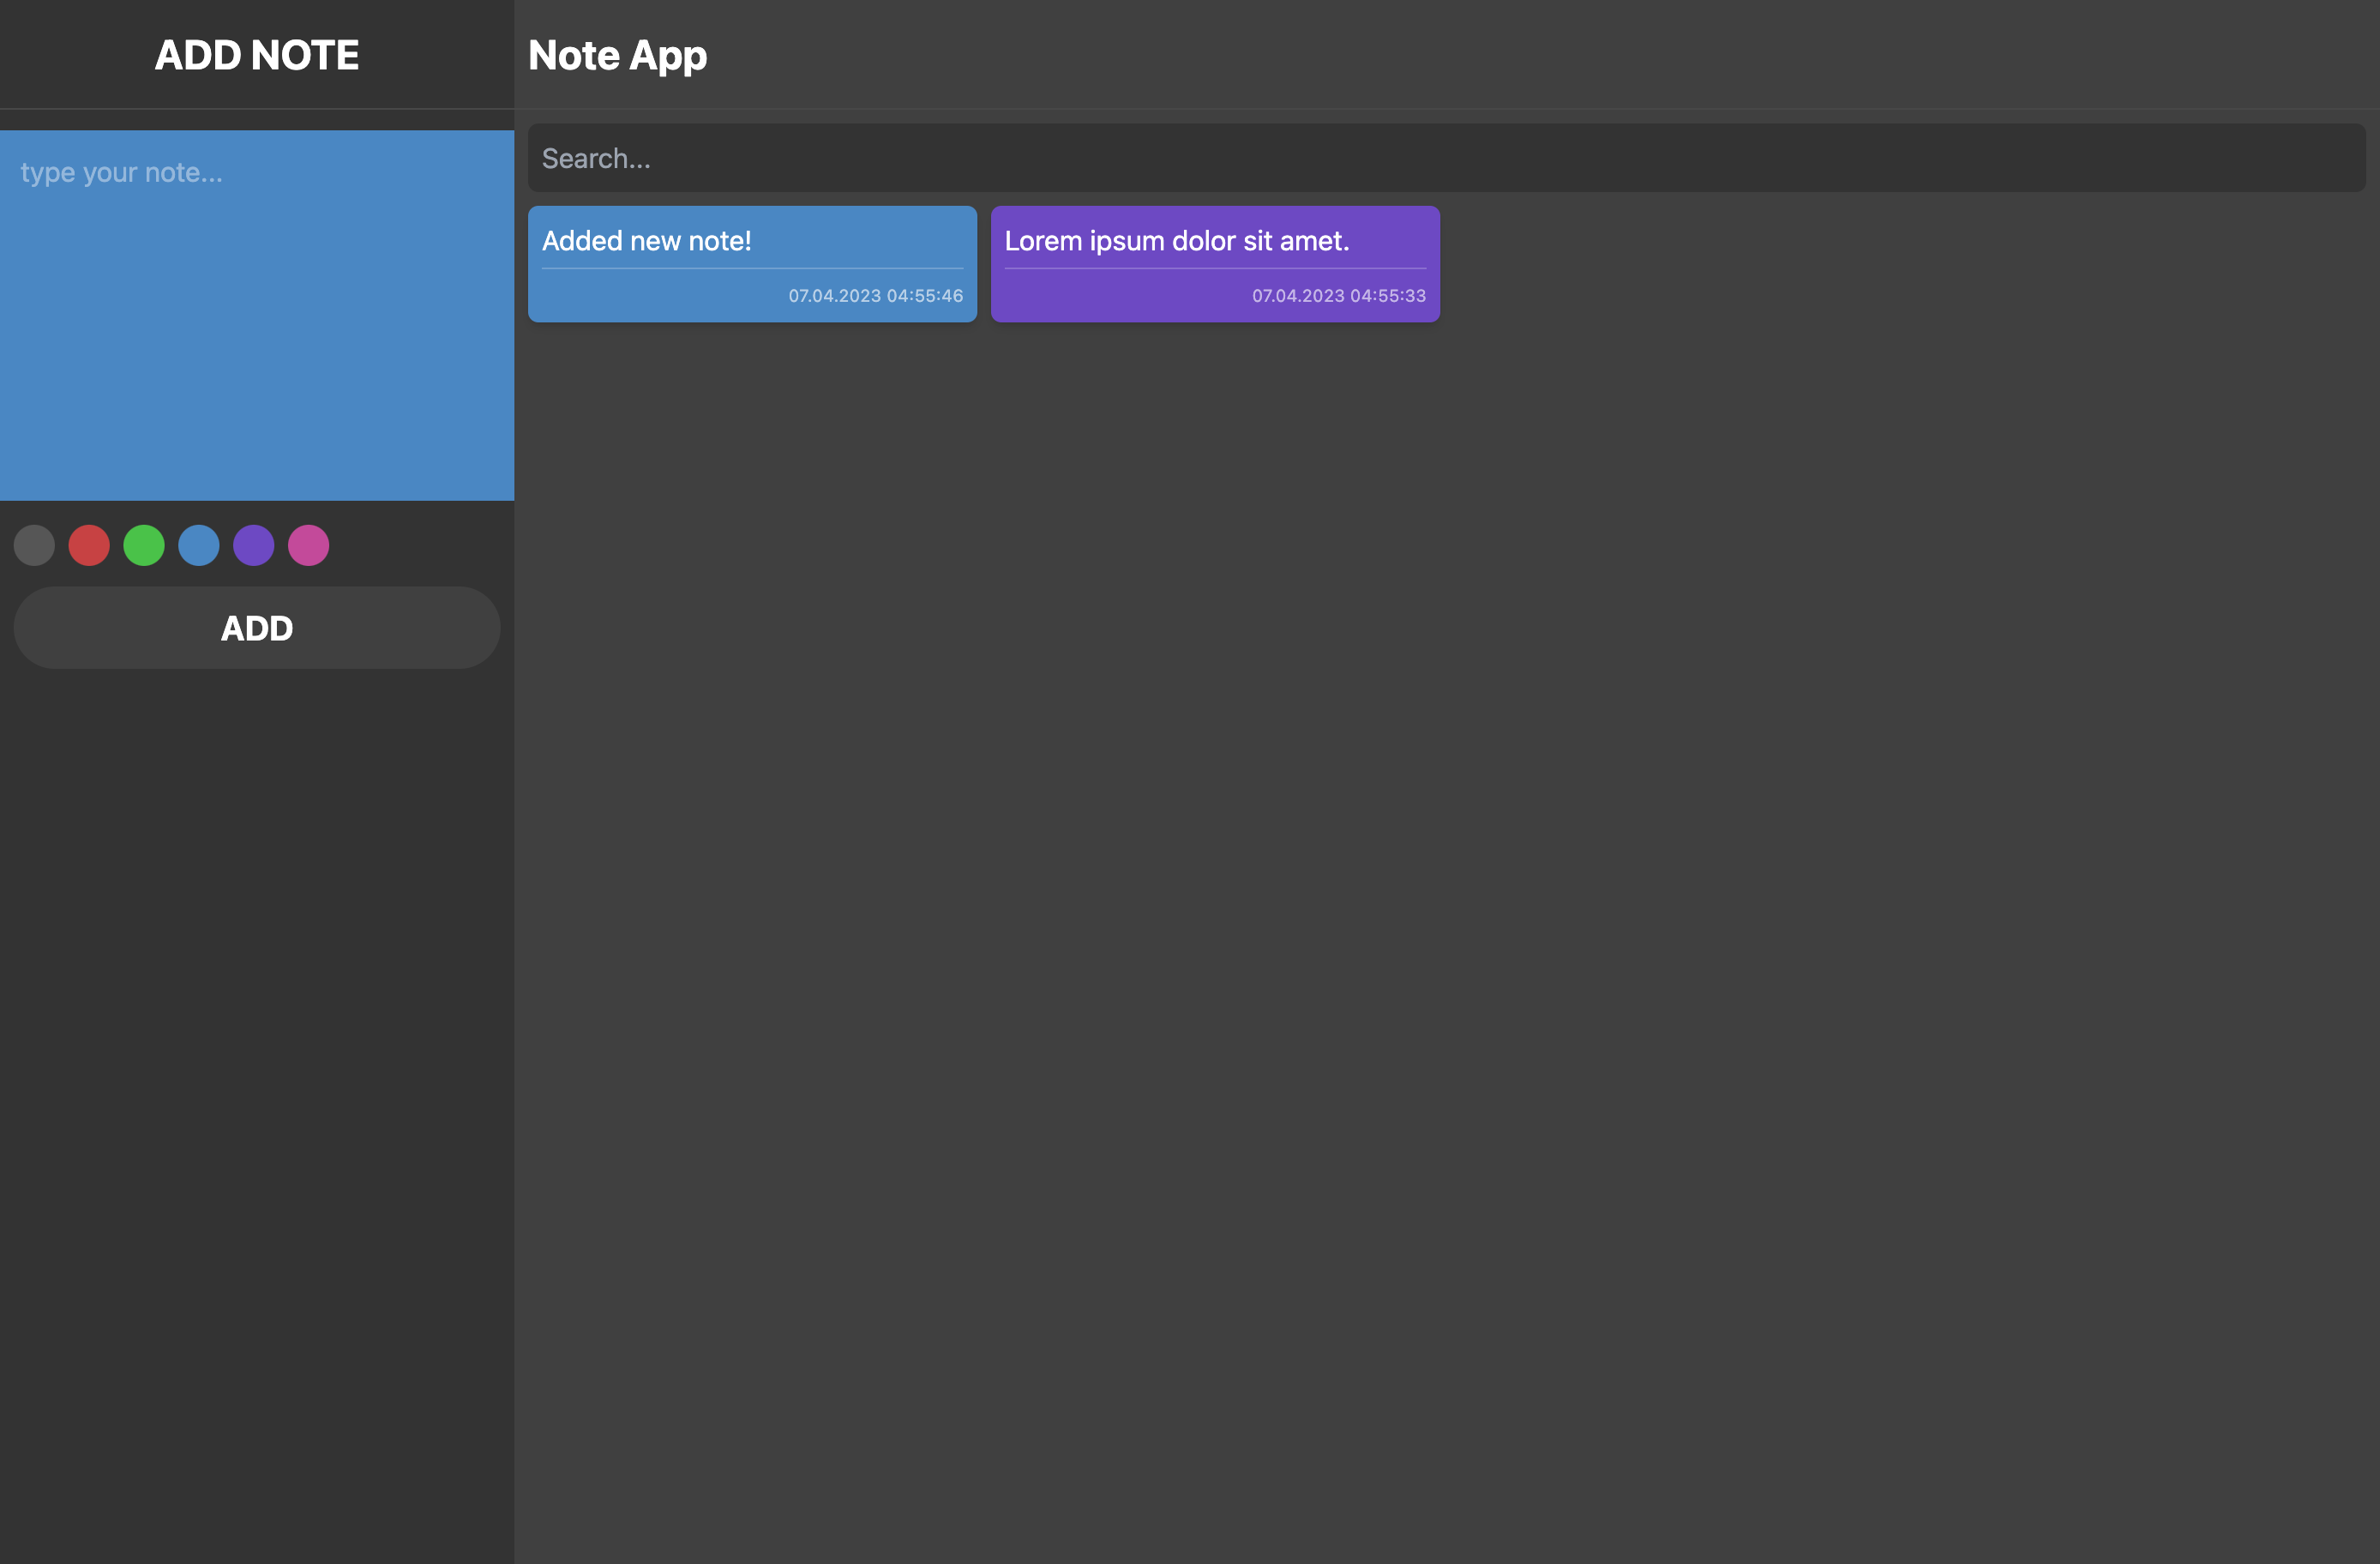 ADD NOTE
type your note...
ADD
Note App
Search...
Added new note!
07.04.2023 04:55:46
Lorem ipsum dolor sit amet.
07.04.2023 04:55:33